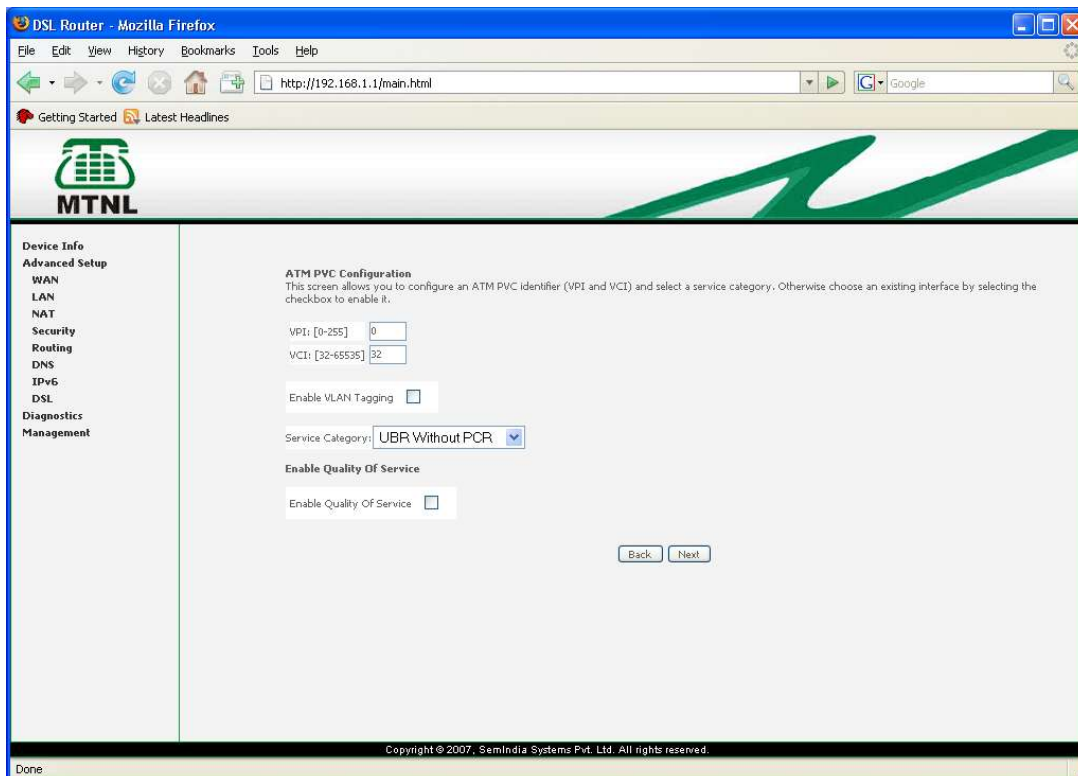 DSL Router - Mozilla Firefox
File Edit View History Bookmarks Tools Help
http://192.168.1.1/main.html
G Google
Getting Started Latest Headlines
MTNL
Device Info
Advanced Setup
WAN
LAN
NAT
Security
Routing
DNS
IPv6
DSL
Diagnostics
Management
ATM PVC Configuration
This screen allows you to configure an ATM PVC identifier (VPI and VCI) and select a service category. Otherwise choose an existing interface by selecting the
checkbox to enable it.
VPI: [0-255] 0
VCI: [32-65535] 32
Enable VLAN Tagging
Service Category: UBR Without PCR
Enable Quality Of Service
Enable Quality Of Service
Back Next
Copyright © 2007, SemIndia Systems Pvt. Ltd. All rights reserved.
Done